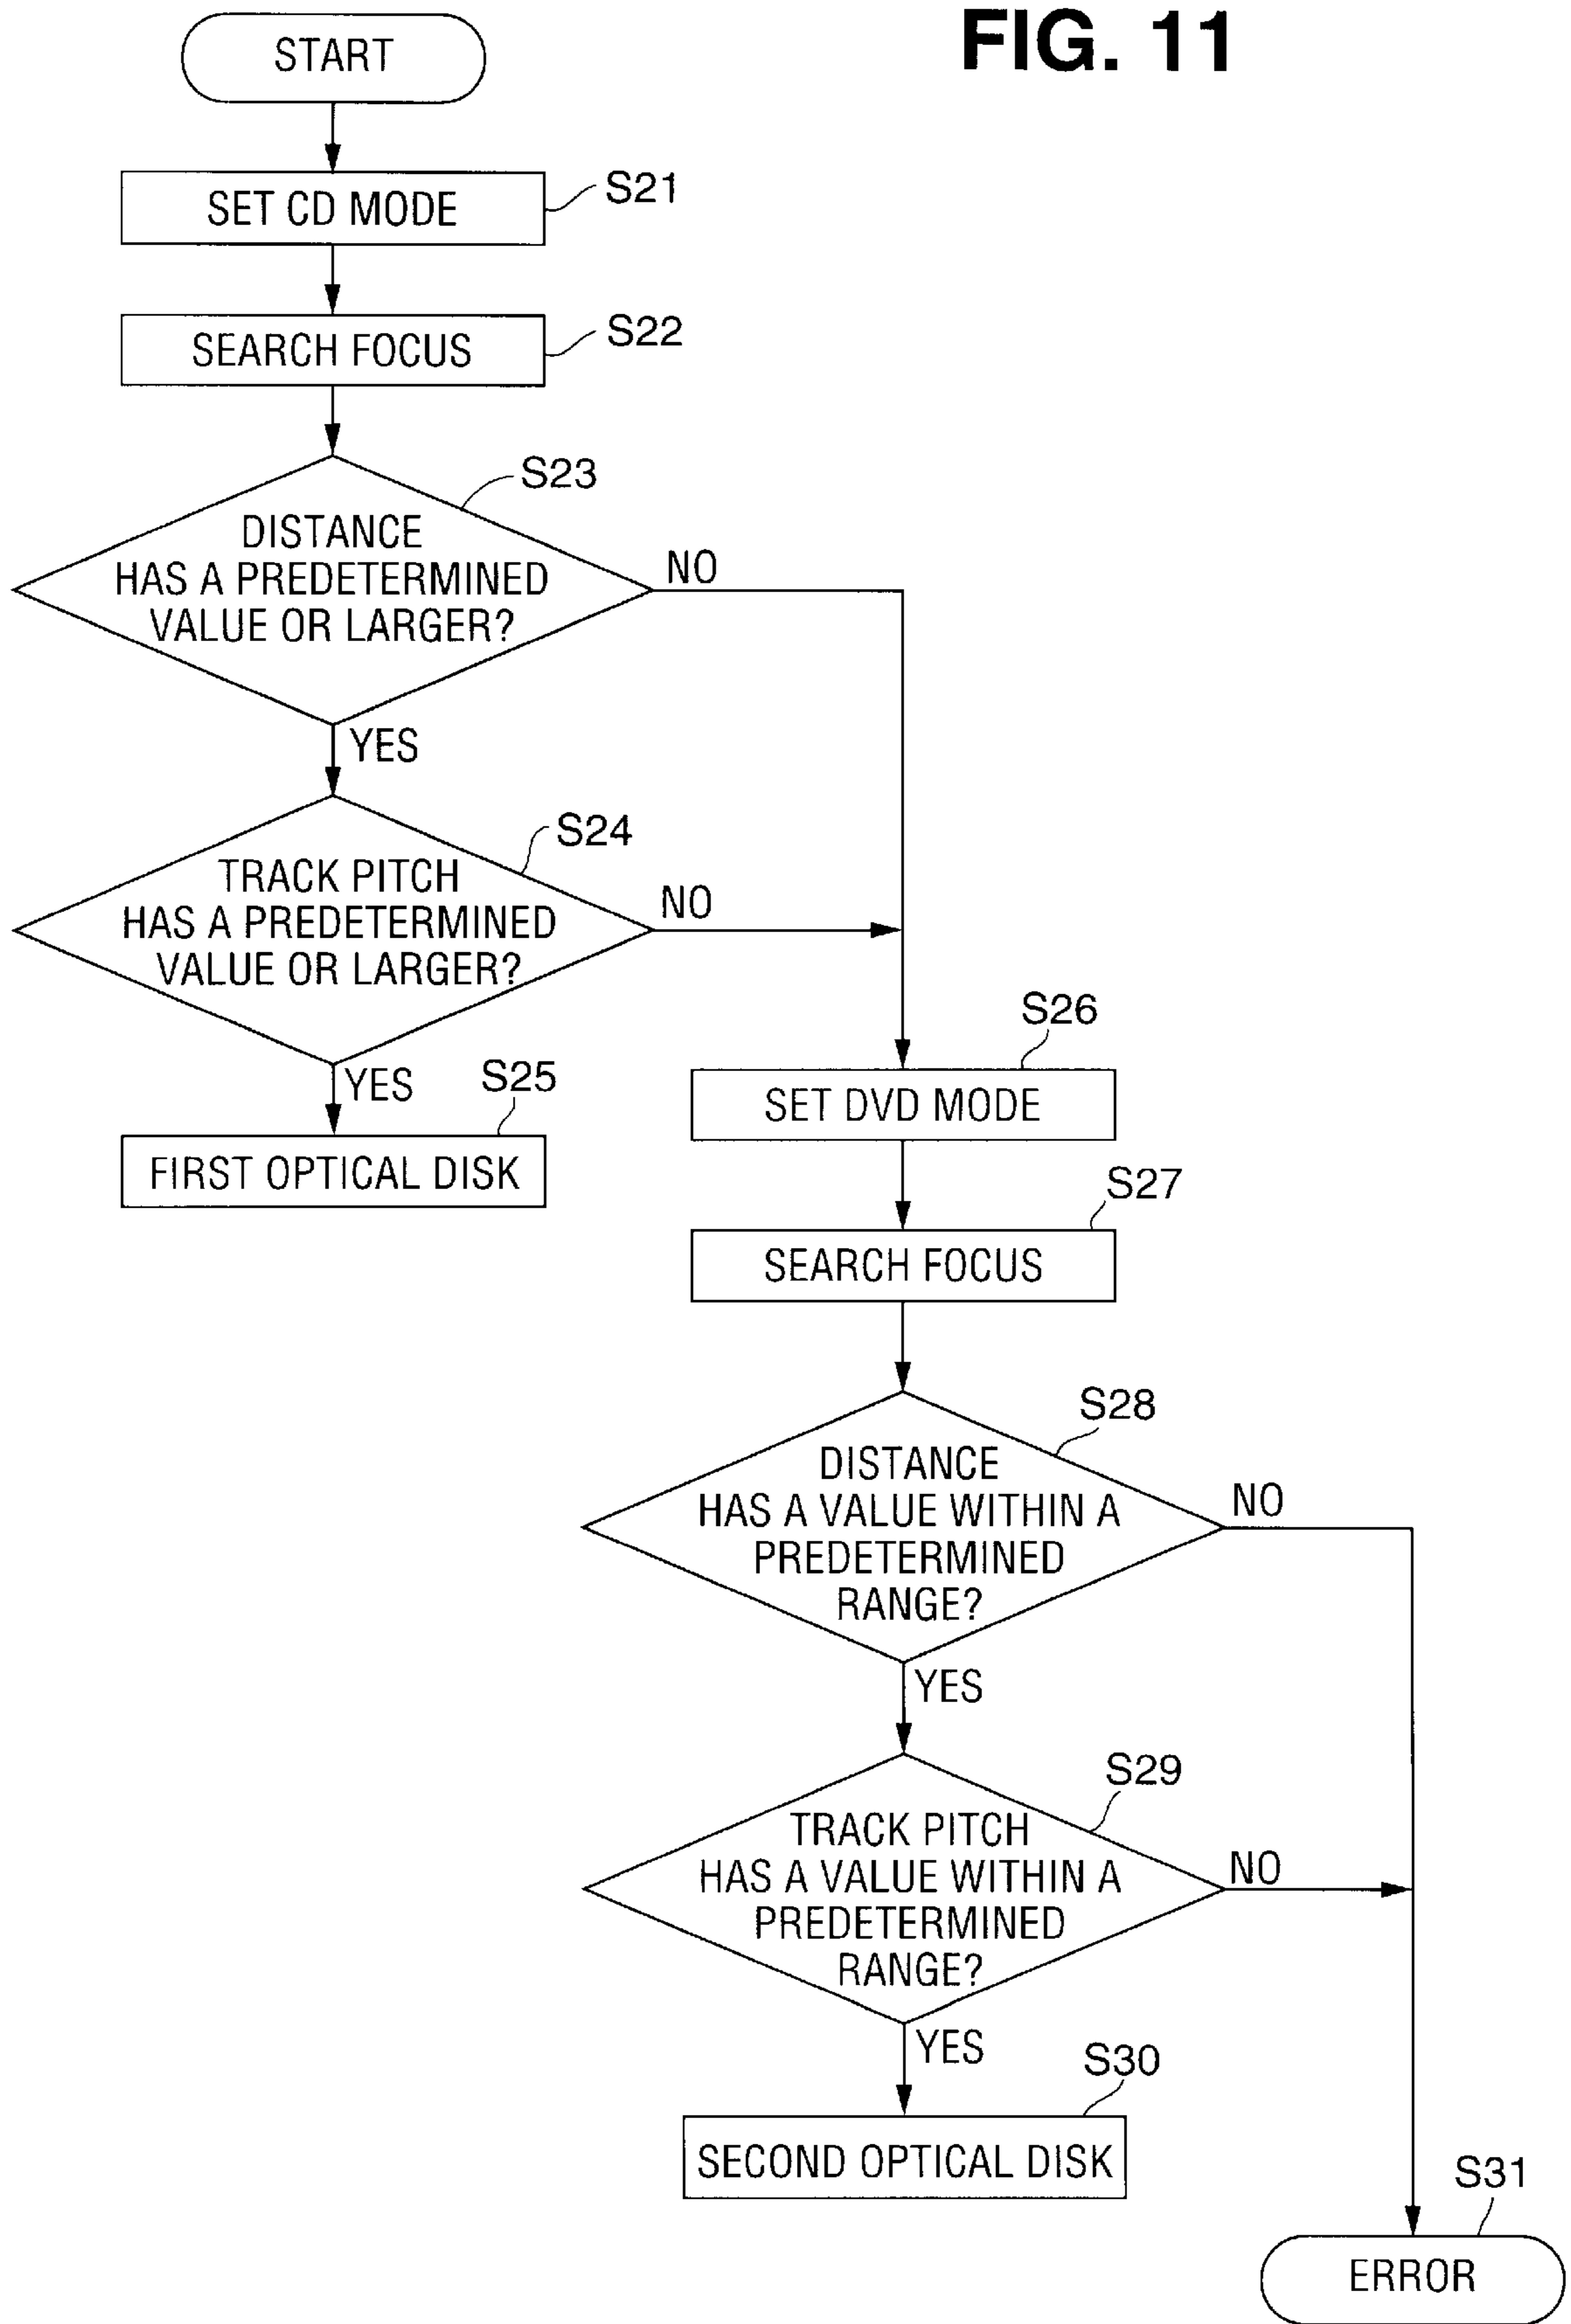 FIG. 11
START
SET CD MODE
S21
SEARCH FOCUS
S22
S23
DISTANCE
HAS A PREDETERMINED
VALUE OR LARGER?
NO
YES
S24
TRACK PITCH
HAS A PREDETERMINED
VALUE OR LARGER?
NO
YES
S25
FIRST OPTICAL DISK
S26
SET DVD MODE
S27
SEARCH FOCUS
S28
DISTANCE
HAS A VALUE WITHIN A
PREDETERMINED
RANGE?
NO
YES
S29
TRACK PITCH
HAS A VALUE WITHIN A
PREDETERMINED
RANGE?
NO
YES
S30
SECOND OPTICAL DISK
S31
ERROR